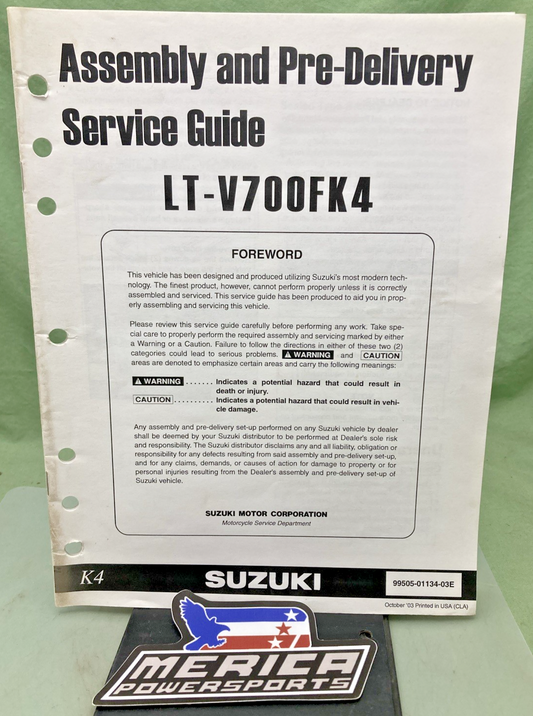 Assembly and Pre-Delivery
Service Guide
LT-V700FK4
FOREWORD
This vehicle has been designed and produced utilizing Suzuki's most modern tech-
nology. The finest product, however, cannot perform properly unless it is correctly
assembled and serviced. This service guide has been produced to aid you in prop-
erly assembling and servicing this vehicle.
Please review this service guide carefully before performing any work. Take spe-
cial care to properly perform the required assembly and servicing marked by either
a Warning or a Caution. Failure to follow the directions in either of these two (2)
categories could lead to serious problems. ⚠ WARNING and CAUTION
areas are denoted to emphasize certain areas and carry the following meanings:
⚠ WARNING ....... Indicates a potential hazard that could result in
death or injury.
CAUTION .......... Indicates a potential hazard that could result in vehi-
cle damage.
Any assembly and pre-delivery set-up performed on any Suzuki vehicle by dealer
shall be deemed by your Suzuki distributor to be performed at Dealer's sole risk
and responsibility. The Suzuki distributor disclaims any and all liability, obligation or
responsibility for any defects resulting from said assembly and pre-delivery set-up,
and for any claims, demands, or causes of action for damage to property or for
personal injuries resulting from the Dealer's assembly and pre-delivery set-up of
Suzuki vehicle.
SUZUKI MOTOR CORPORATION
Motorcycle Service Department
K4 SUZUKI 99505-01134-03E
October '03 Printed in USA (CLA)
MERICA
POWERSPORTS